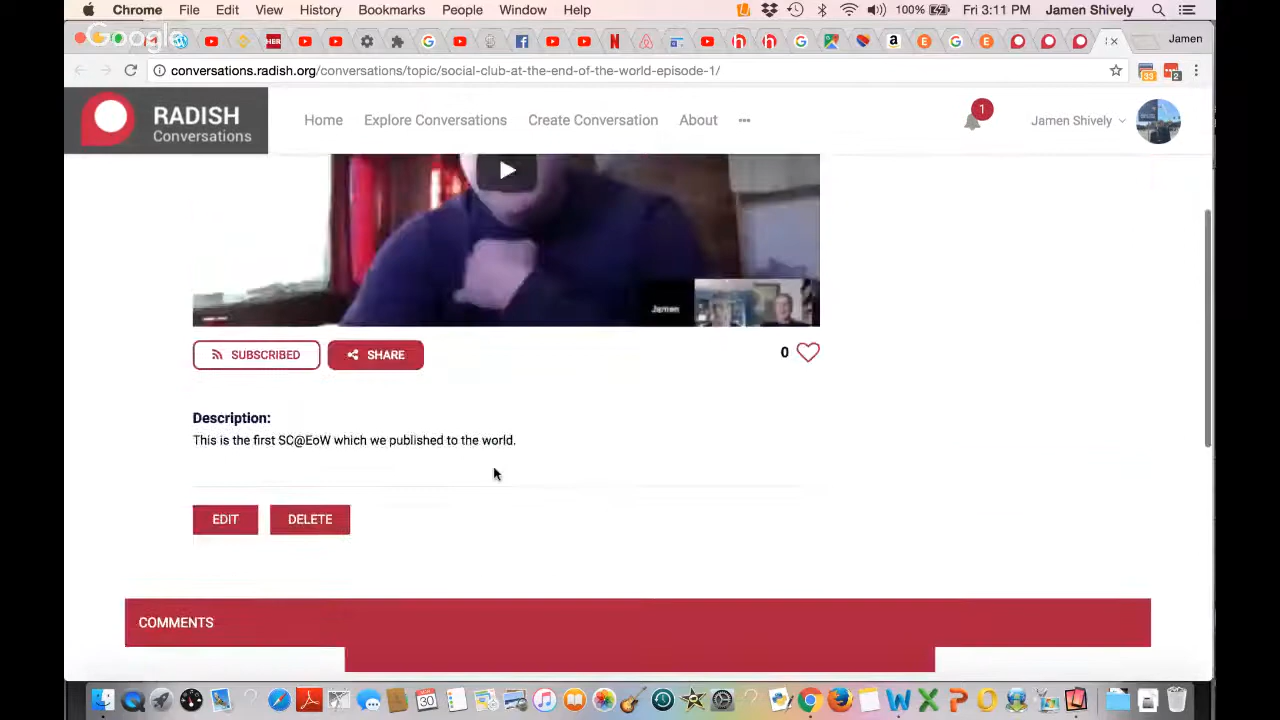 Chrome File Edit View History Bookmarks People Window Help 100% Fri 3:11 PM Jamen Shively
Google
Jamen
conversations.radish.org/conversations/topic/social-club-at-the-end-of-the-world-episode-1/
33
2
RADISH
Conversations
Home Explore Conversations Create Conversation About
1
Jamen Shively
Jamen
SUBSCRIBED
SHARE
0
Description:
This is the first SC@EoW which we published to the world.
EDIT
DELETE
COMMENTS